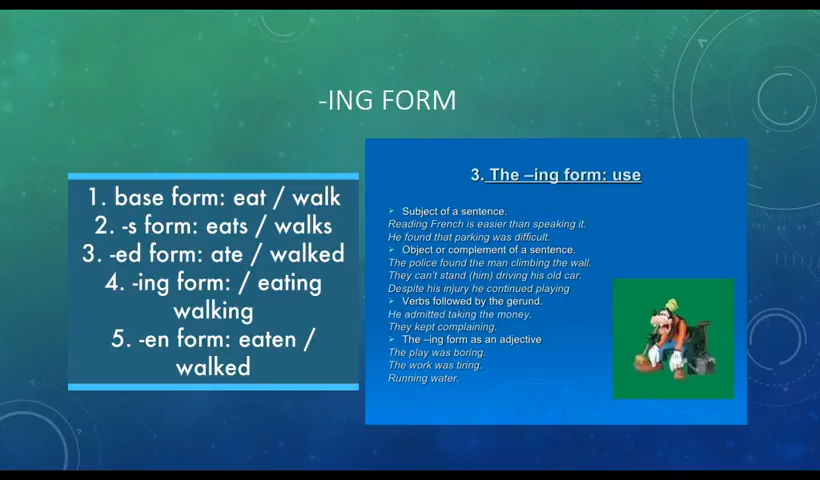 -ING FORM
1. base form: eat / walk
2. -s form: eats / walks
3. -ed form: ate / walked
4. -ing form: / eating
walking
5. -en form: eaten /
walked
3. The –ing form: use
➢ Subject of a sentence.
Reading French is easier than speaking it.
He found that parking was difficult.
➢ Object or complement of a sentence.
The police found the man climbing the wall.
They can't stand (him) driving his old car.
Despite his injury he continued playing
➢ Verbs followed by the gerund.
He admitted taking the money.
They kept complaining.
➢ The –ing form as an adjective
The play was boring.
The work was tiring.
Running water.